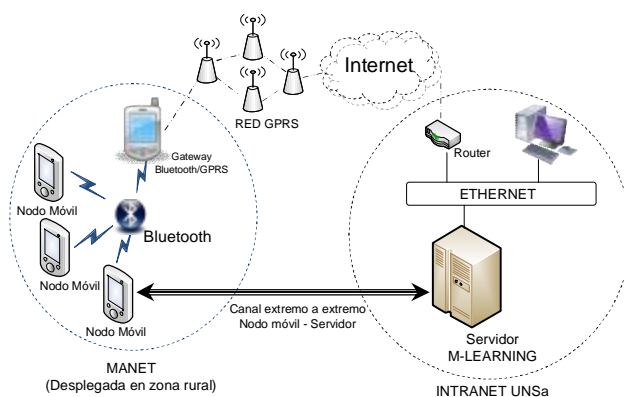 Internet
RED GPRS
Gateway
Bluetooth/GPRS
Router
Nodo Móvil
ETHERNET
Bluetooth
Nodo Móvil
Nodo Móvil
Canal extremo a extremo
Nodo móvil - Servidor
Servidor
M-LEARNING
MANET
(Desplegada en zona rural)
INTRANET UNSa